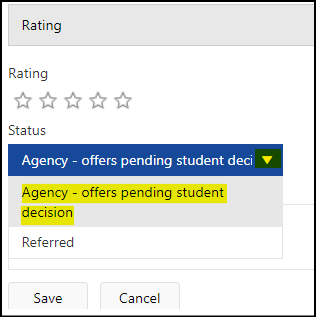 Rating
Rating
Status
Agency - offers pending student deci
Agency - offers pending student
decision
Referred
Save
Cancel